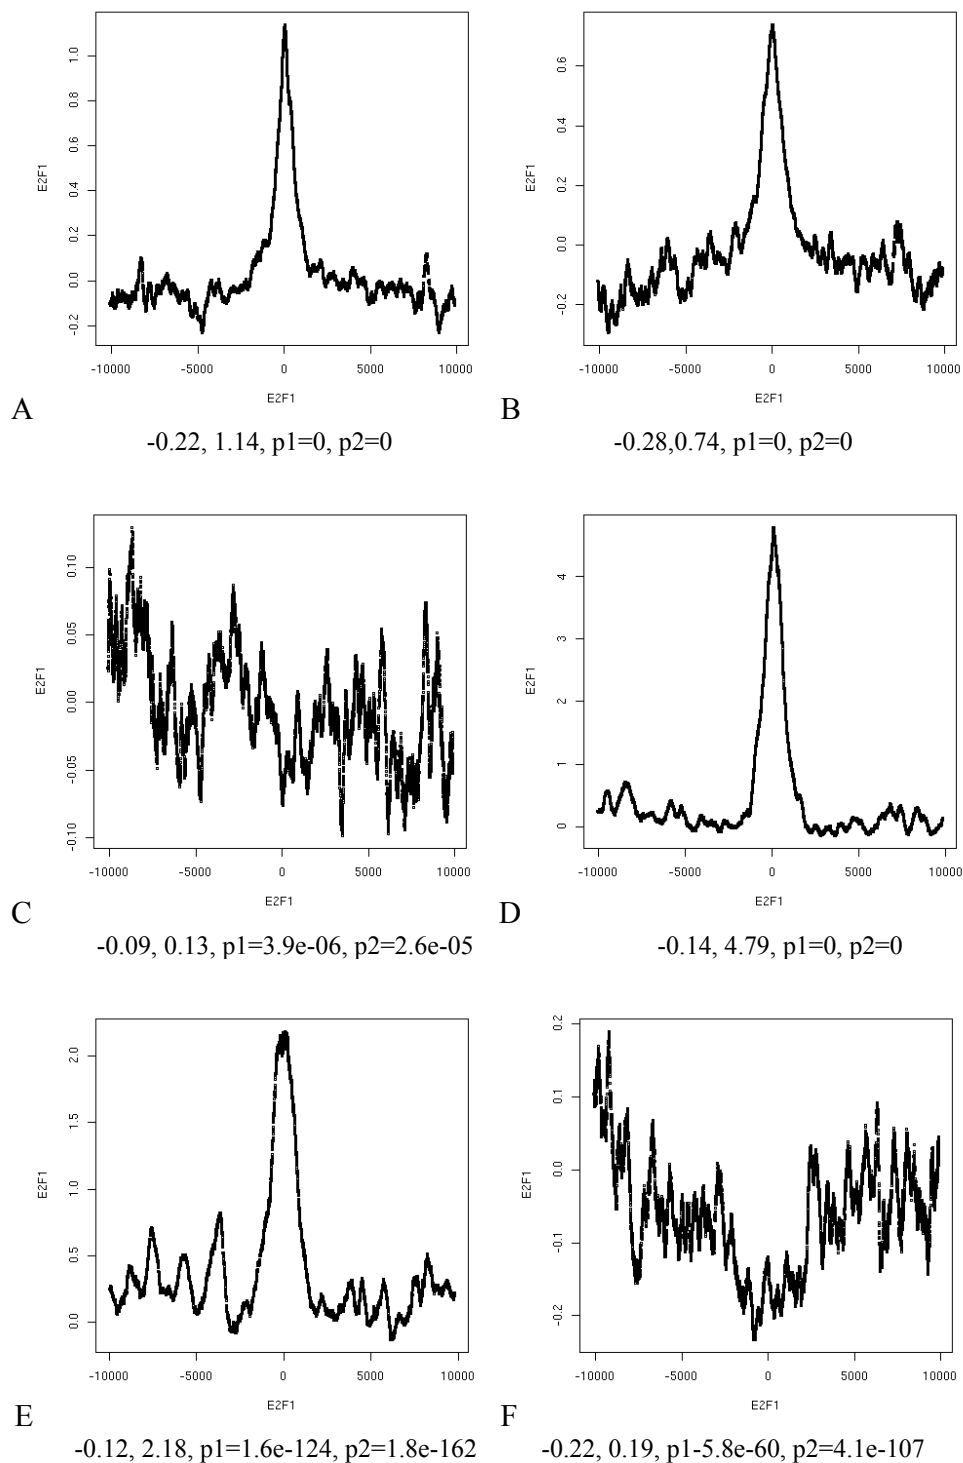 1.0
0.8
0.6
0.4
0.2
0.0
-0.2
E2F1
-10000 -5000 0 5000 10000
E2F1
A
-0.22, 1.14, p1=0, p2=0
0.6
0.4
0.2
0.0
-0.2
E2F1
-10000 -5000 0 5000 10000
E2F1
B
-0.28,0.74, p1=0, p2=0
0.10
0.05
0.00
-0.05
-0.10
E2F1
-10000 -5000 0 5000 10000
E2F1
C
-0.09, 0.13, p1=3.9e-06, p2=2.6e-05
4
3
2
1
0
E2F1
-10000 -5000 0 5000 10000
E2F1
D
-0.14, 4.79, p1=0, p2=0
2.0
1.5
1.0
0.5
0.0
E2F1
-10000 -5000 0 5000 10000
E2F1
E
-0.12, 2.18, p1=1.6e-124, p2=1.8e-162
0.2
0.1
0.0
-0.1
-0.2
E2F1
-10000 -5000 0 5000 10000
E2F1
F
-0.22, 0.19, p1-5.8e-60, p2=4.1e-107